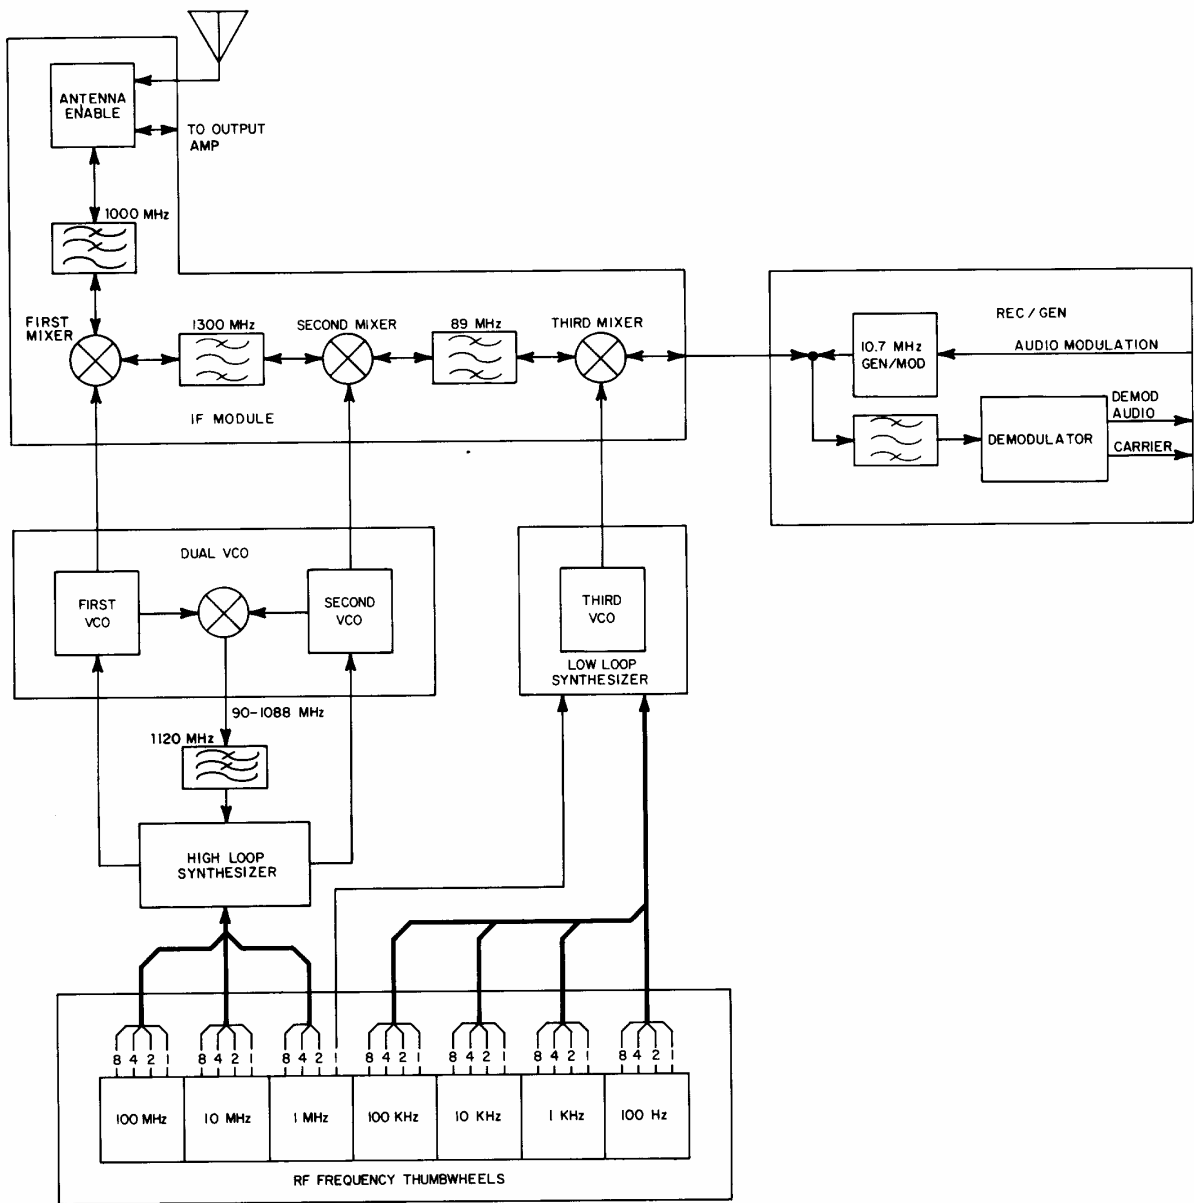 ANTENNA
ENABLE
TO OUTPUT
AMP
1000 MHz
FIRST
MIXER
1300 MHz
SECOND MIXER
89 MHz
THIRD MIXER
IF MODULE
REC / GEN
10.7 MHz
GEN/MOD
AUDIO MODULATION
DEMOD
AUDIO
DEMODULATOR
CARRIER
DUAL VCO
FIRST
VCO
SECOND
VCO
THIRD
VCO
LOW LOOP
SYNTHESIZER
90-1088 MHz
1120 MHz
HIGH LOOP
SYNTHESIZER
8 4 2 1
8 4 2 1
8 4 2 1
8 4 2 1
8 4 2 1
8 4 2 1
8 4 2 1
100 MHz
10 MHz
1 MHz
100 KHz
10 KHz
1 KHz
100 Hz
RF FREQUENCY THUMBWHEELS